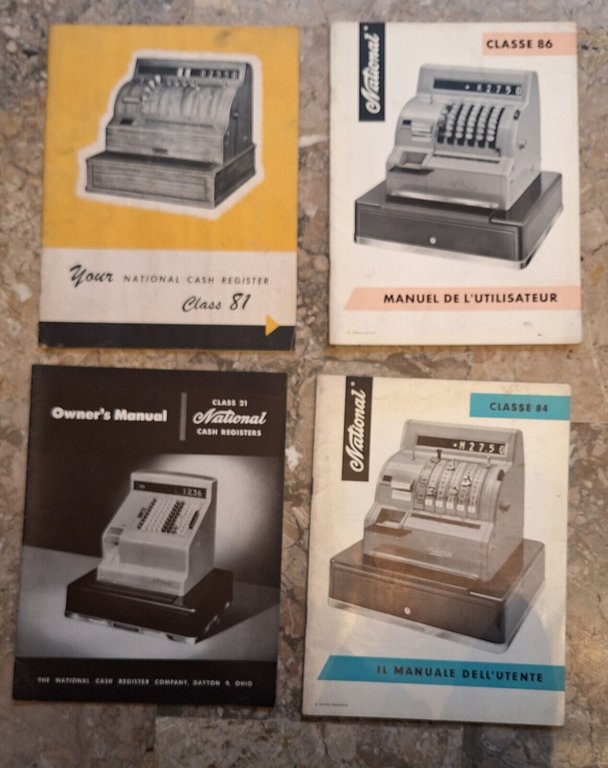 Your NATIONAL CASH REGISTER
Class 81
National
CLASSE 86
MANUEL DE L'UTILISATEUR
Owner's Manual
CLASS 21
National
CASH REGISTERS
1236
THE NATIONAL CASH REGISTER COMPANY, DAYTON 9, OHIO
National
CLASSE 84
IL MANUALE DELL'UTENTE